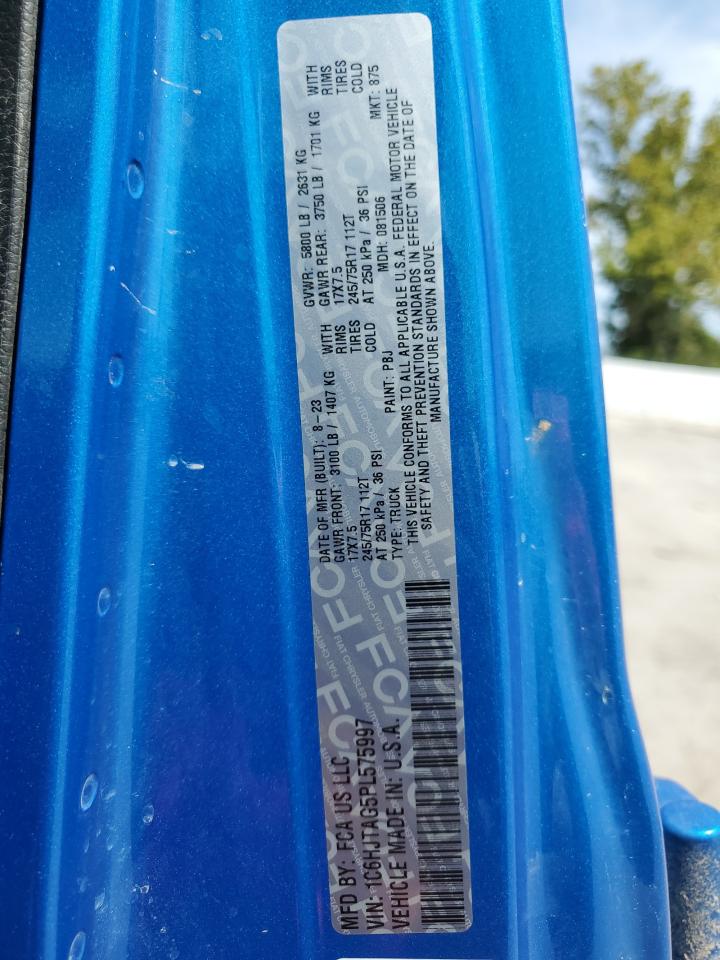 MFD BY: FCA US LLC
DATE OF MFR (BUILT): 8-23 GVWR: 5800 LB / 2631 KG
GAWR FRONT: 3100 LB / 1407 KG WITH GAWR REAR: 3750 LB / 1701 KG WITH
17X7.5 RIMS 17X7.5 RIMS
245/75R17 112T TIRES 245/75R17 112T TIRES
AT 250 kPa / 36 PSI COLD AT 250 kPa / 36 PSI COLD
VIN: 1C6HJTAG5PL575997
TYPE: TRUCK PAINT: PBJ MDH: 081506 MKT: 875
VEHICLE MADE IN: U.S.A.
THIS VEHICLE CONFORMS TO ALL APPLICABLE U.S.A. FEDERAL MOTOR VEHICLE
SAFETY AND THEFT PREVENTION STANDARDS IN EFFECT ON THE DATE OF
MANUFACTURE SHOWN ABOVE.